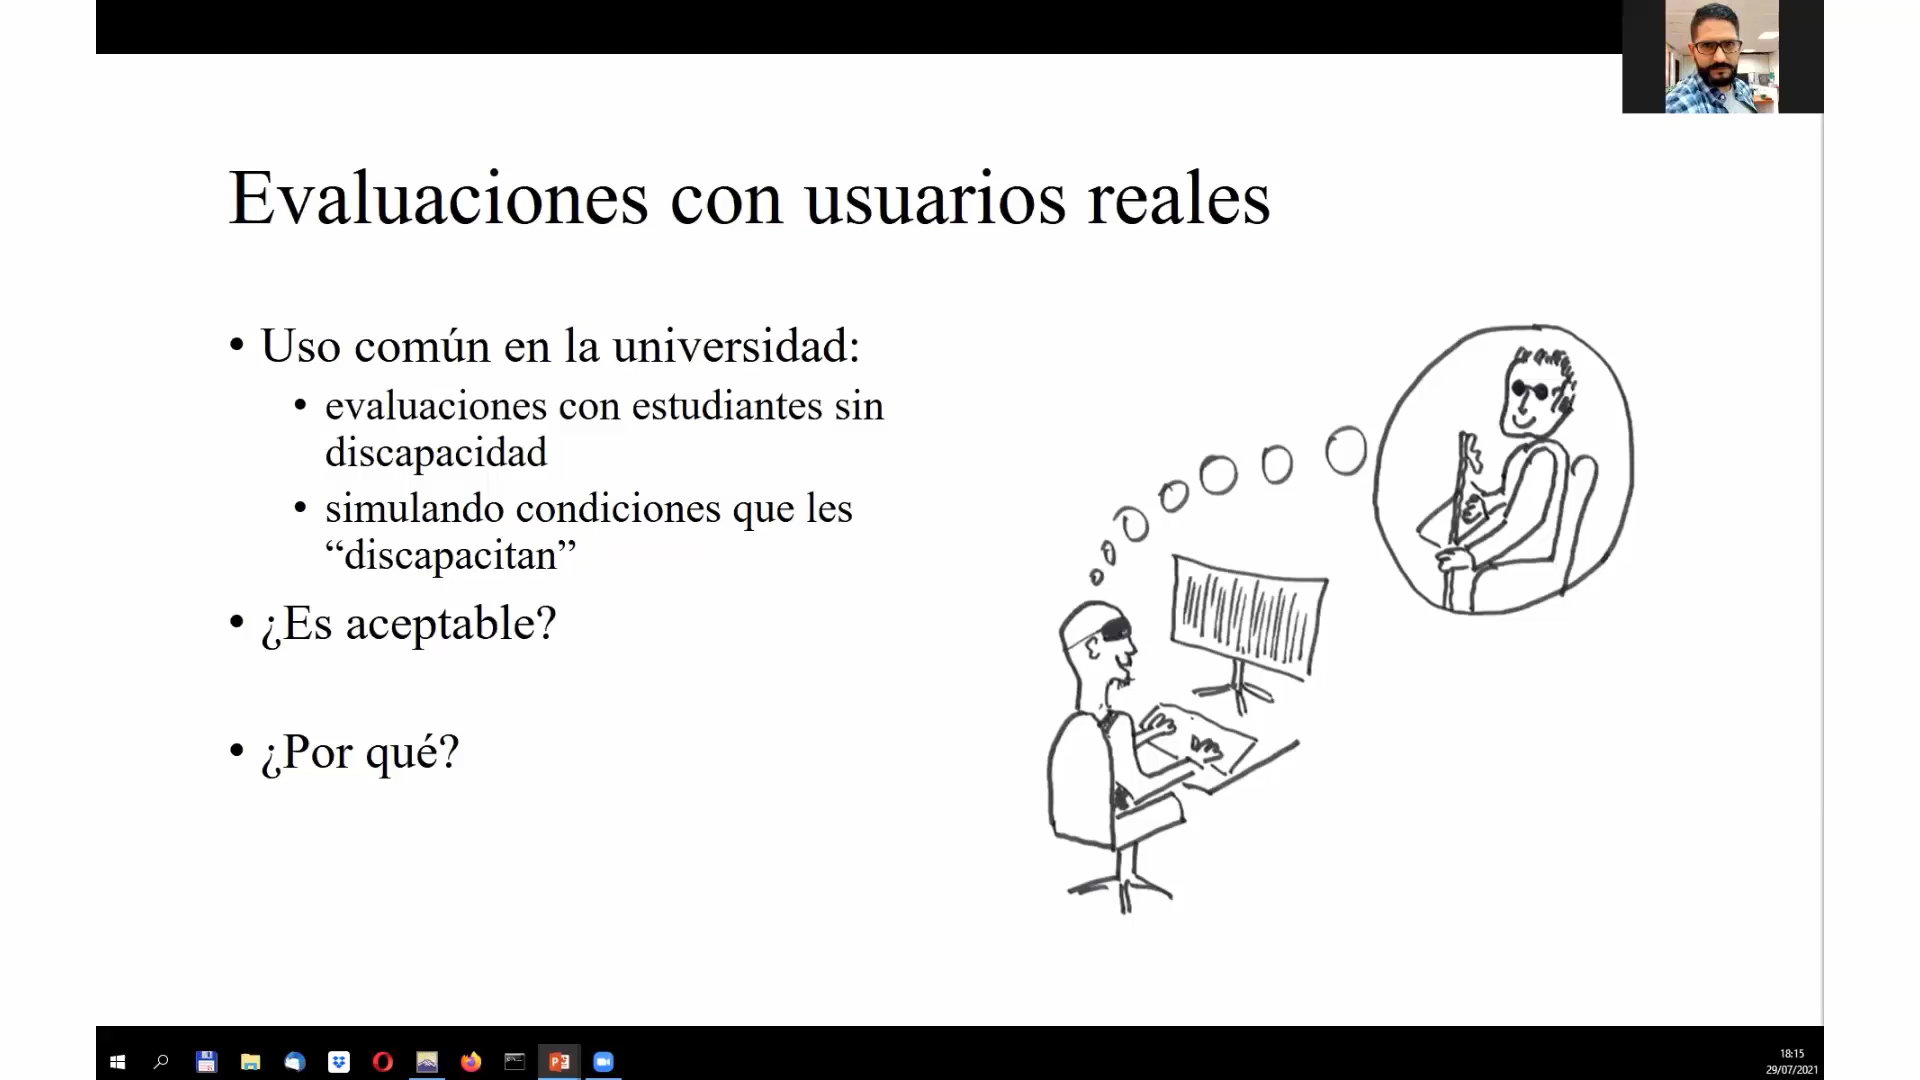 Evaluaciones con usuarios reales
• Uso común en la universidad:
• evaluaciones con estudiantes sin
discapacidad
• simulando condiciones que les
“discapacitan”
• ¿Es aceptable?
• ¿Por qué?
18:15
29/07/2021